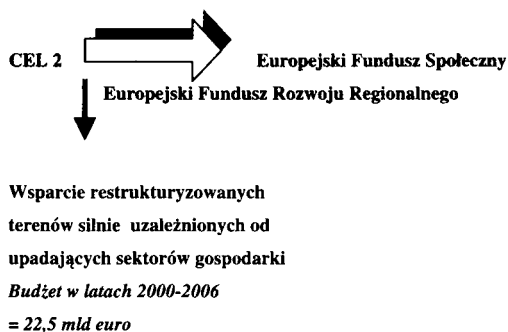 CEL 2 Europejski Fundusz Społeczny
Europejski Fundusz Rozwoju Regionalnego
Wsparcie restrukturyzowanych
terenów silnie uzależnionych od
upadających sektorów gospodarki
Budżet w latach 2000-2006
= 22,5 mld euro